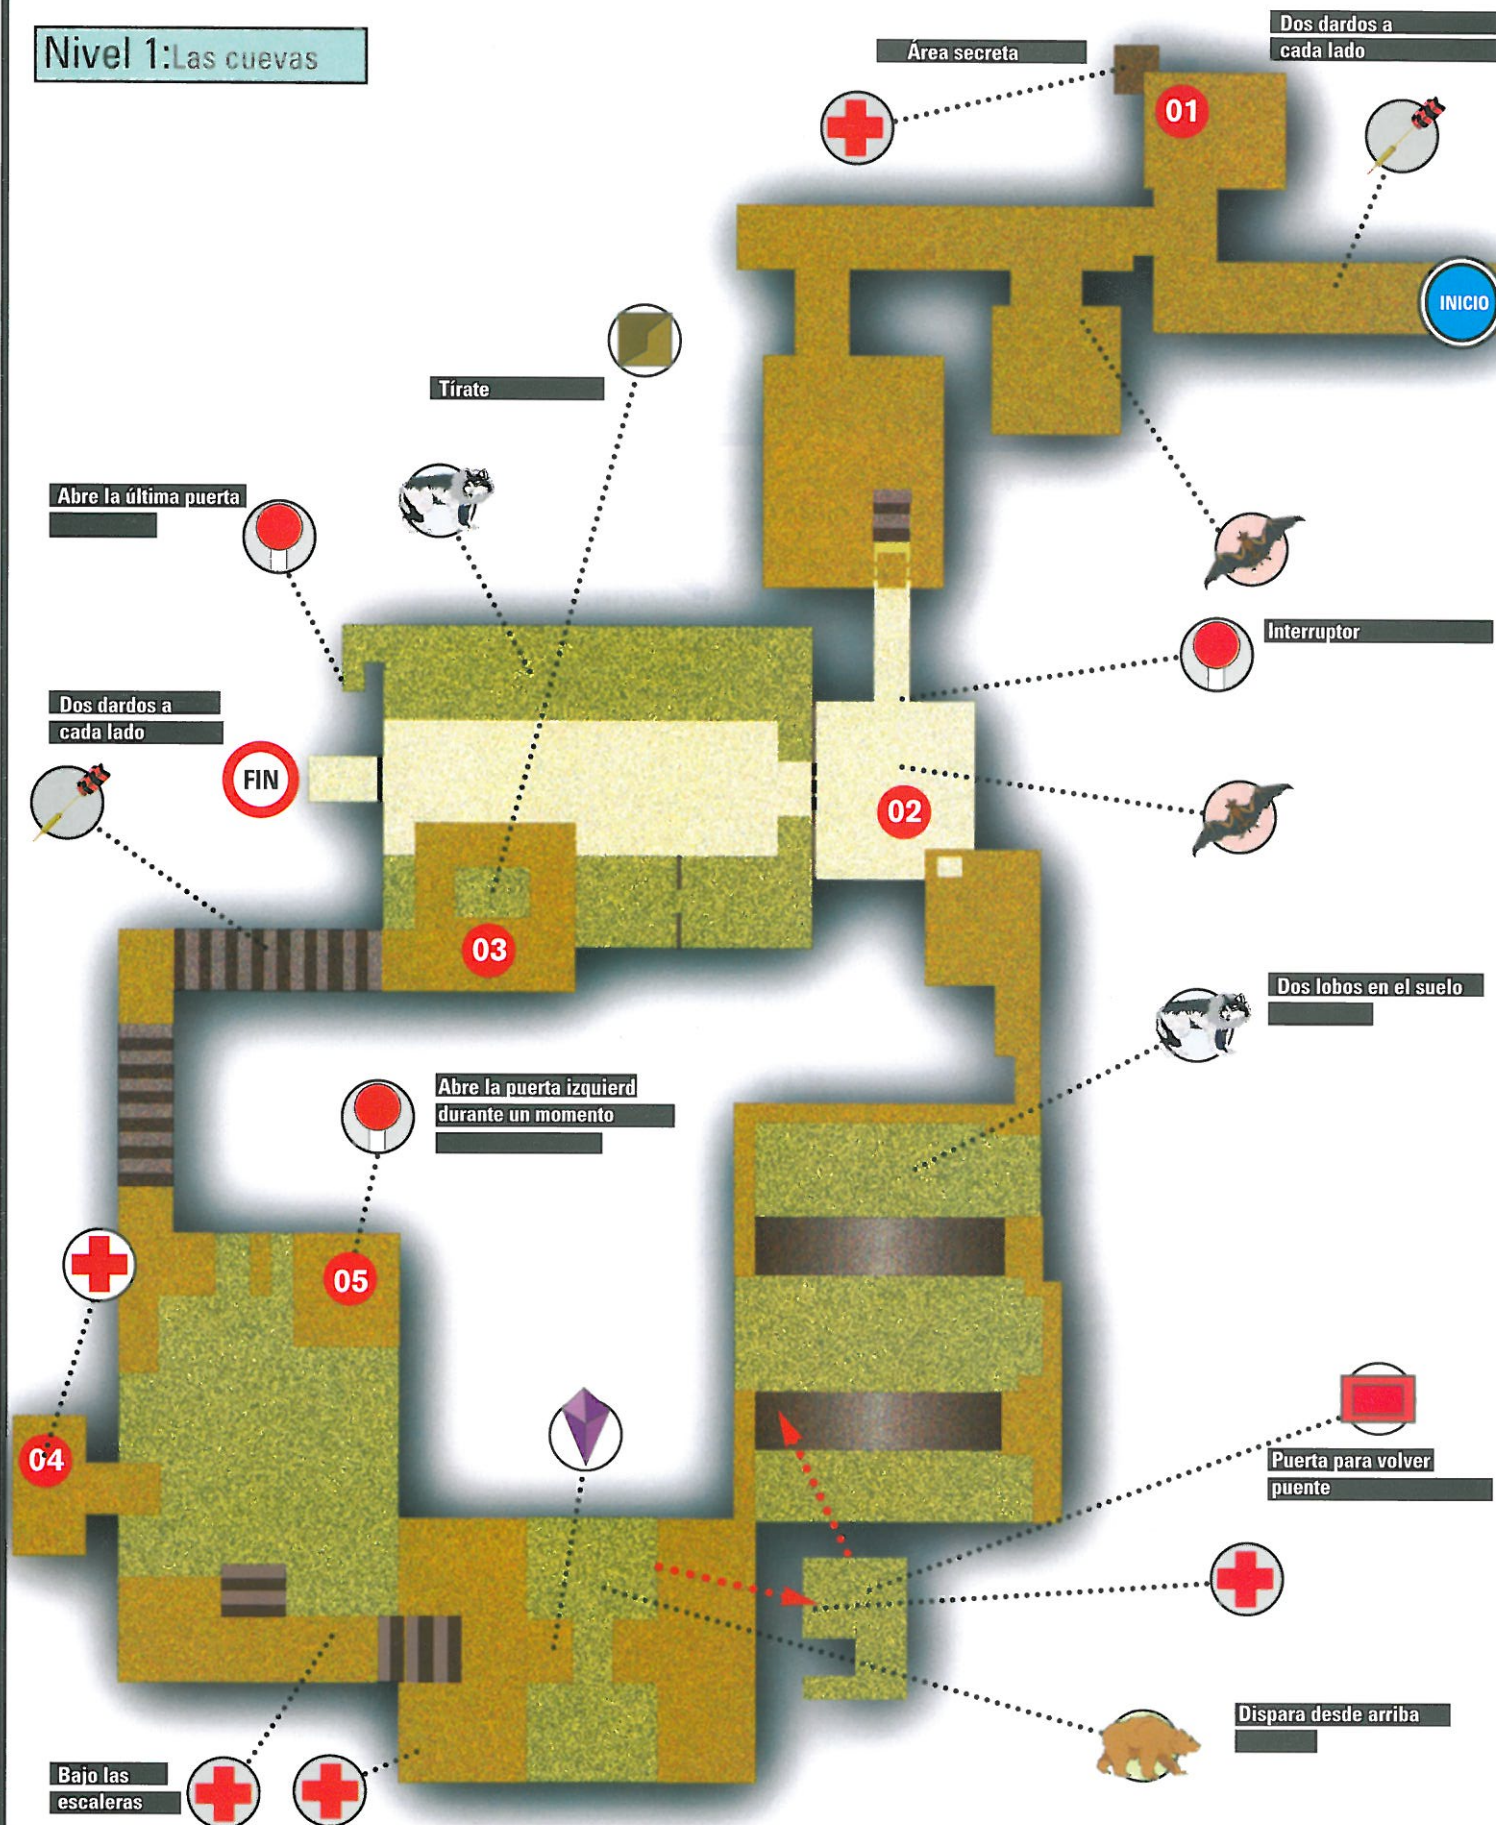 Nivel 1:Las cuevas
Área secreta
Dos dardos a
cada lado
01
INICIO
Tírate
Abre la última puerta
Interruptor
Dos dardos a
cada lado
FIN
02
03
Dos lobos en el suelo
Abre la puerta izquierd
durante un momento
05
04
Puerta para volver
puente
Dispara desde arriba
Bajo las
escaleras